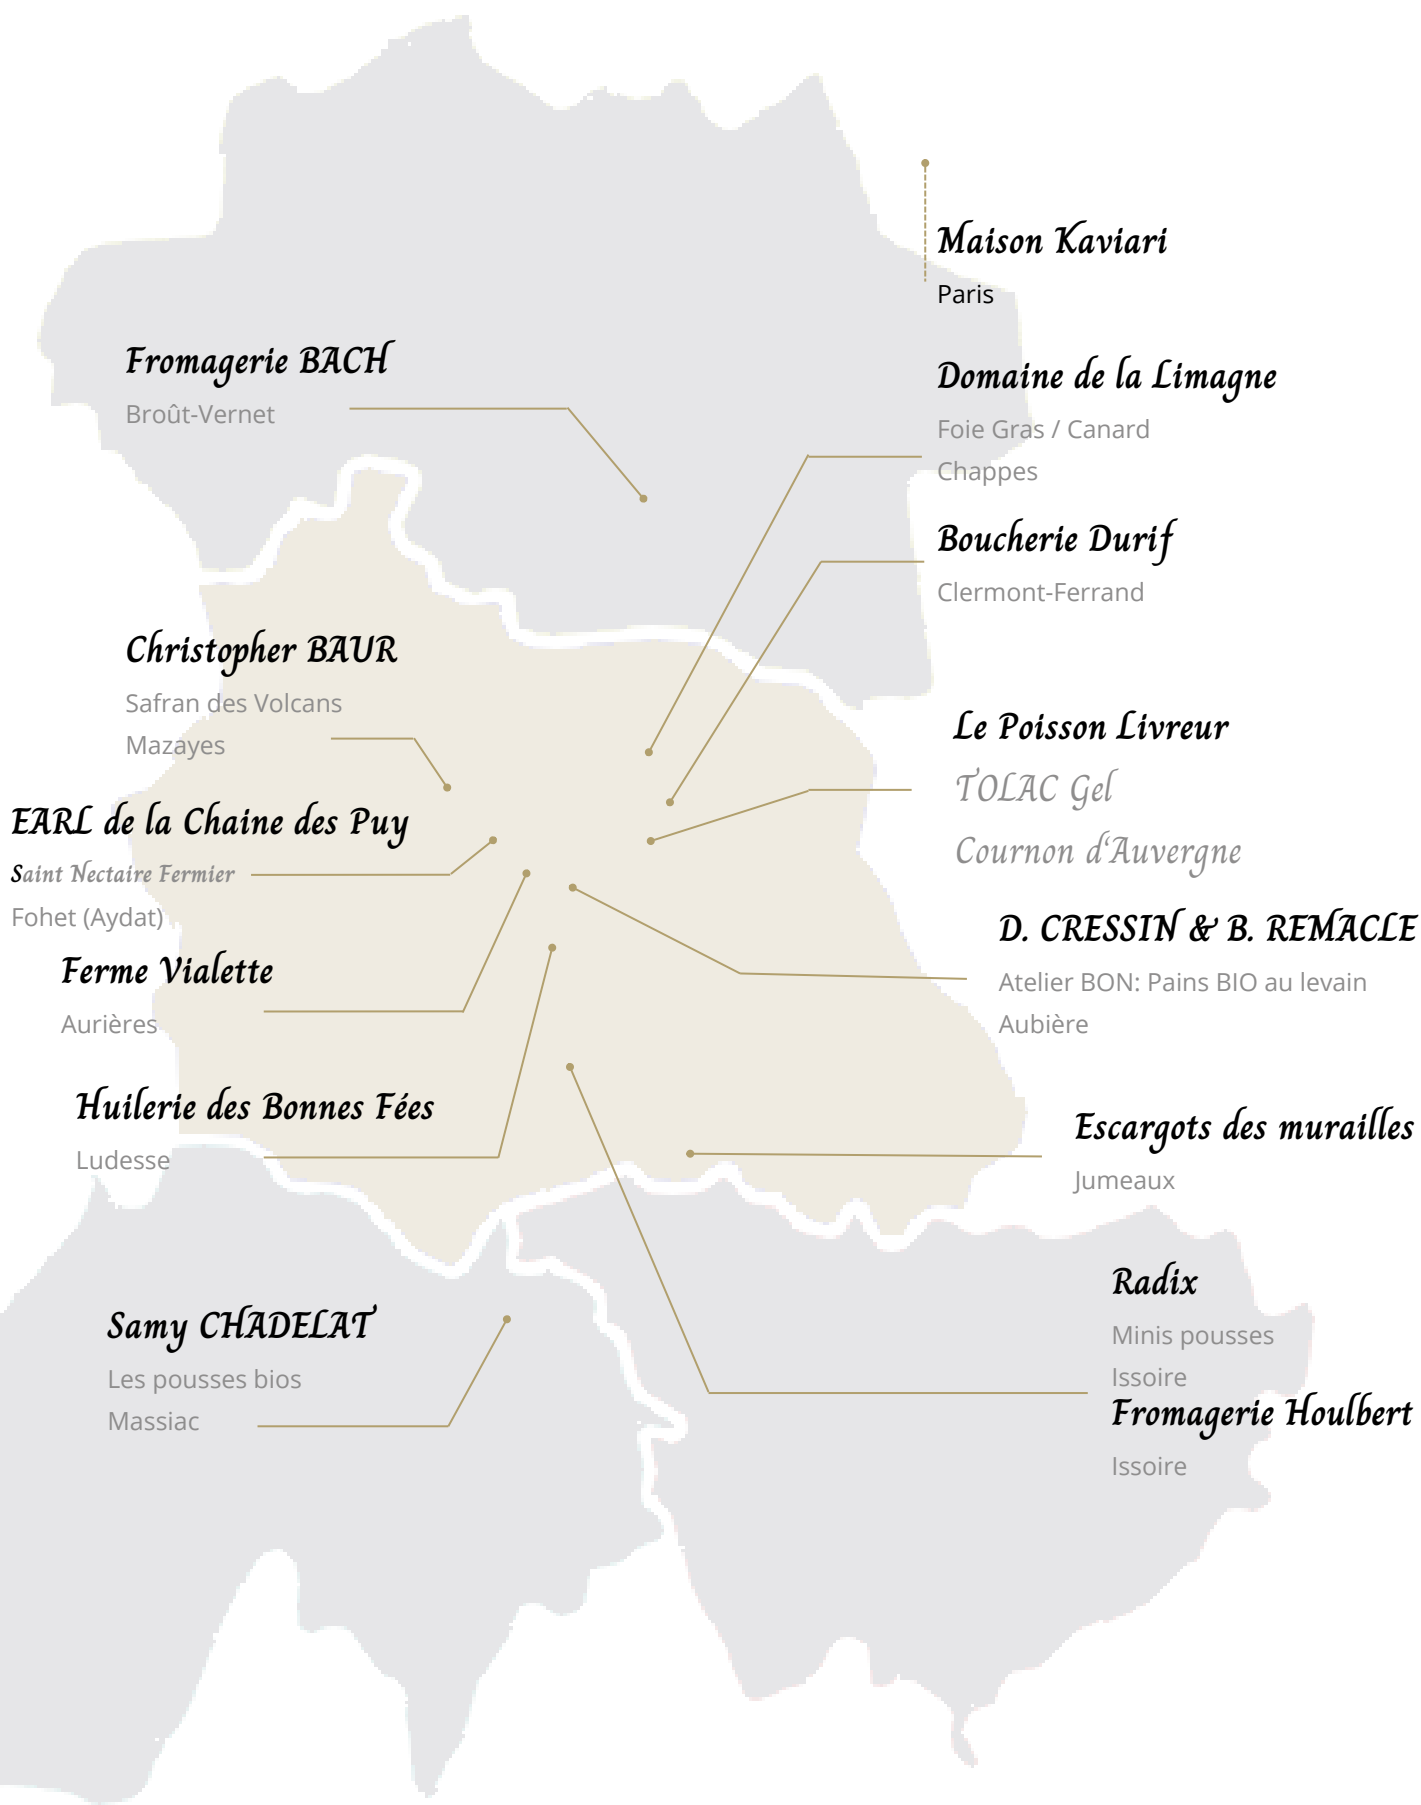 Maison Kaviari
Paris
Fromagerie BACH
Broût-Vernet
Domaine de la Limagne
Foie Gras / Canard
Chappes
Boucherie Durif
Clermont-Ferrand
Christopher BAUR
Safran des Volcans
Mazayes
Le Poisson Livreur
TOLAC Gel
Cournon d'Auvergne
EARL de la Chaine des Puy
Saint Nectaire Fermier
Fohet (Aydat)
D. CRESSIN & B. REMACLE
Atelier BON: Pains BIO au levain
Aubière
Ferme Vialette
Aurières
Huilerie des Bonnes Fées
Ludesse
Escargots des murailles
Jumeaux
Radix
Minis pousses
Issoire
Fromagerie Houlbert
Issoire
Samy CHADELAT
Les pousses bios
Massiac